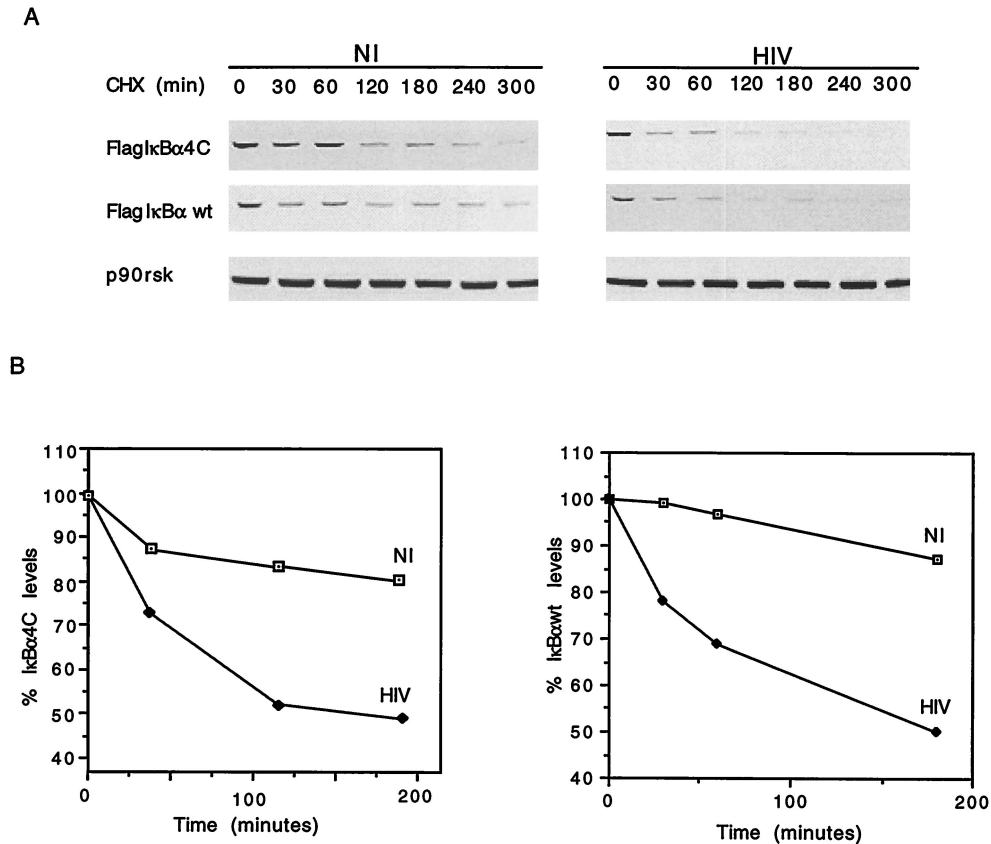 A
NI HIV
CHX (min) 0 30 60 120 180 240 300 0 30 60 120 180 240 300
FlagIκBα4C
FlagIκBα wt
p90rsk
B
110
100
90
80
70
60
50
40
% IκBα4C levels
NI
HIV
0 100 200
Time (minutes)
110
100
90
80
70
60
50
40
% IκBαwt levels
NI
HIV
0 100 200
Time (minutes)